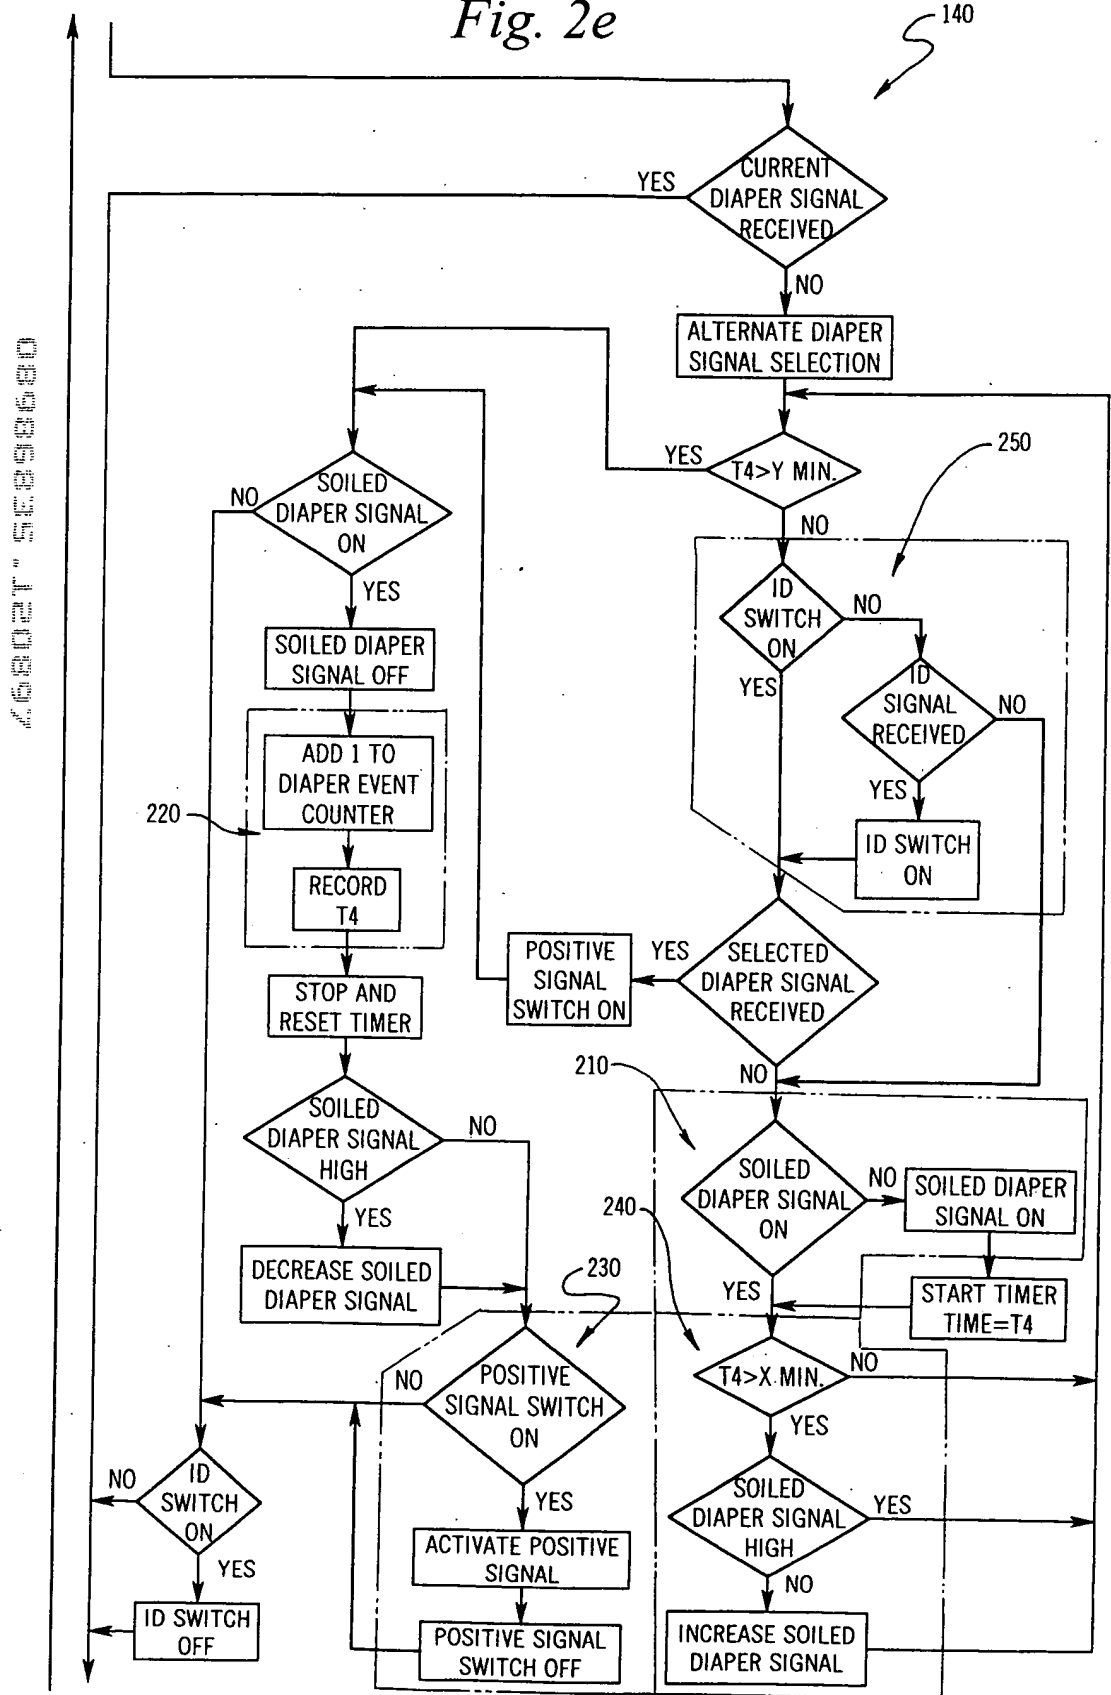 Fig. 2e
140
CURRENT
DIAPER SIGNAL
RECEIVED
YES
NO
ALTERNATE DIAPER
SIGNAL SELECTION
T4>Y MIN.
YES
NO
250
SOILED
DIAPER SIGNAL
ON
NO
YES
ID
SWITCH
ON
NO
YES
ID
SIGNAL
RECEIVED
NO
YES
ID SWITCH
ON
SOILED DIAPER
SIGNAL OFF
ADD 1 TO
DIAPER EVENT
COUNTER
220
RECORD
T4
STOP AND
RESET TIMER
POSITIVE
SIGNAL
SWITCH ON
YES
SELECTED
DIAPER SIGNAL
RECEIVED
NO
210
SOILED
DIAPER SIGNAL
HIGH
NO
YES
DECREASE SOILED
DIAPER SIGNAL
SOILED
DIAPER SIGNAL
ON
NO
SOILED DIAPER
SIGNAL ON
YES
START TIMER
TIME=T4
240
230
POSITIVE
SIGNAL SWITCH
ON
NO
YES
ACTIVATE POSITIVE
SIGNAL
POSITIVE SIGNAL
SWITCH OFF
T4>X MIN.
NO
YES
SOILED
DIAPER SIGNAL
HIGH
YES
NO
INCREASE SOILED
DIAPER SIGNAL
ID
SWITCH
ON
NO
YES
ID SWITCH
OFF
08986835.120897